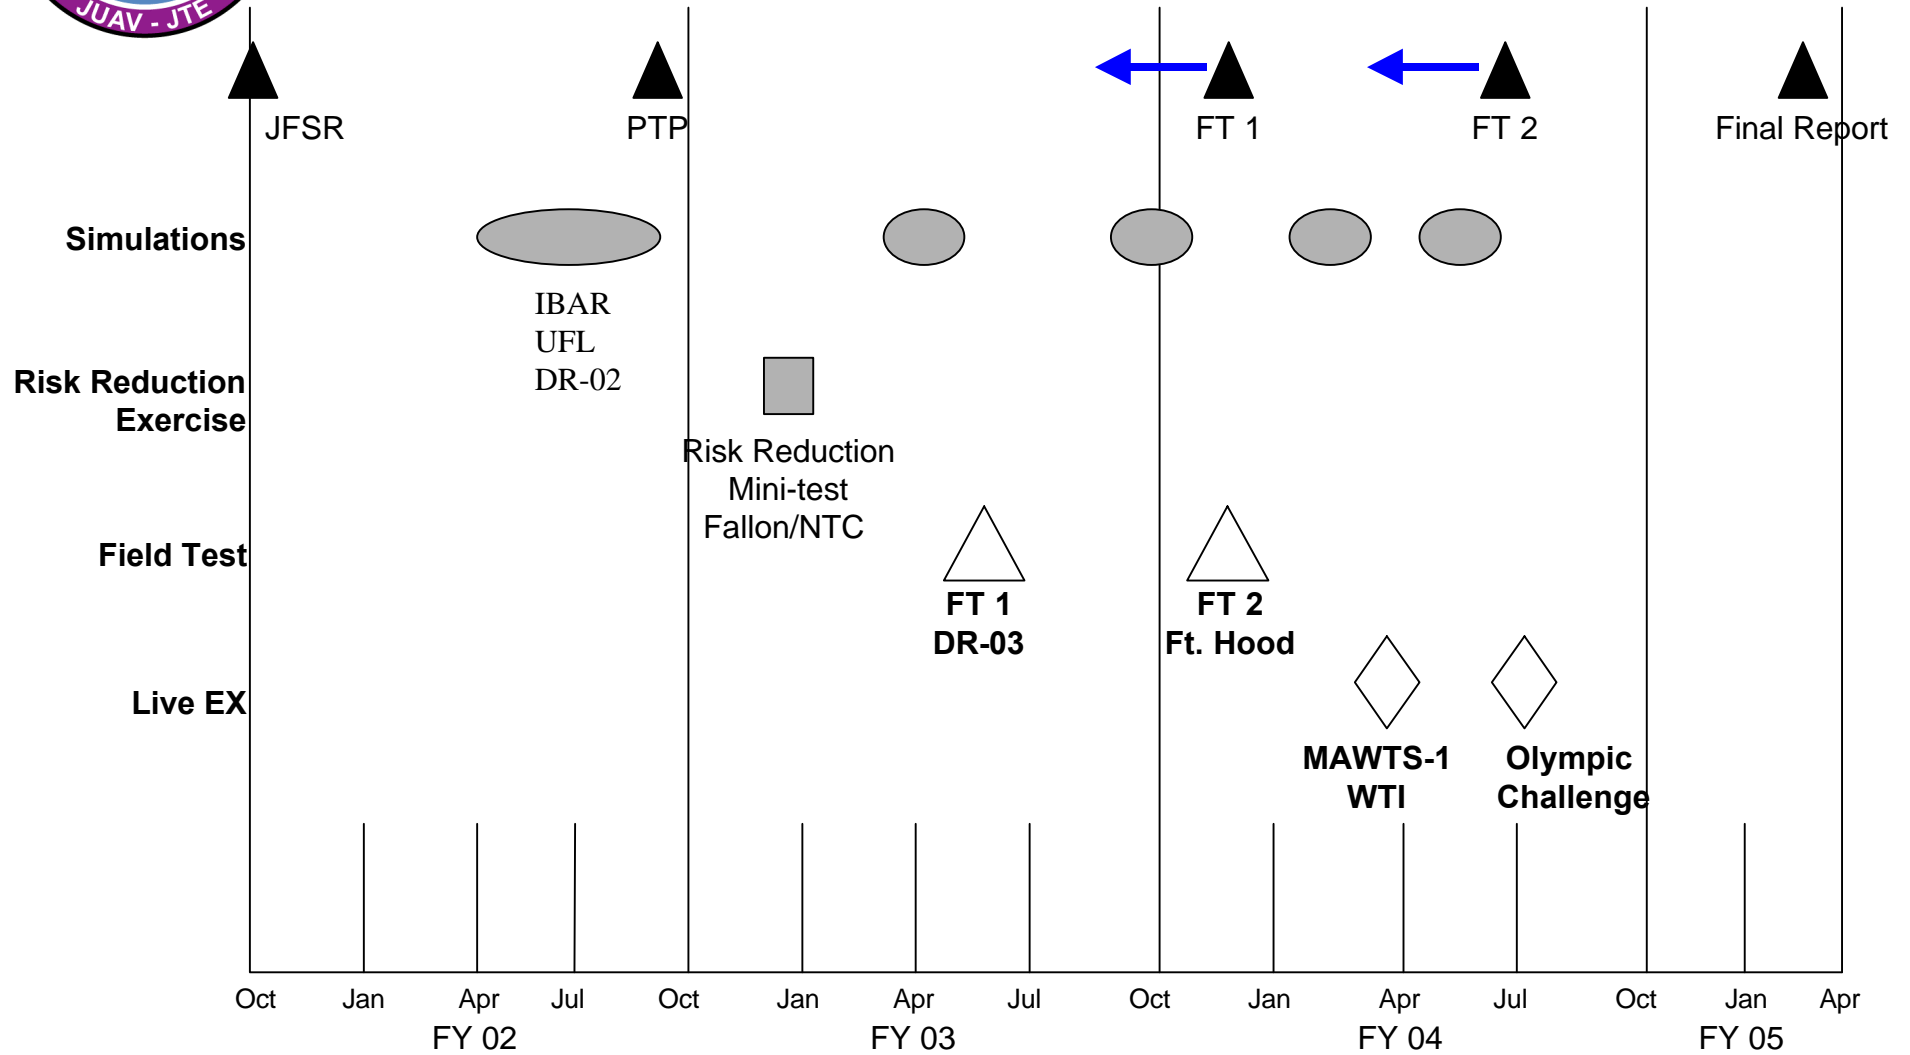 JUAV - JTE
JFSR
PTP
FT 1
FT 2
Final Report
Simulations
IBAR
UFL
DR-02
Risk Reduction
Exercise
Risk Reduction
Mini-test
Fallon/NTC
Field Test
FT 1
DR-03
FT 2
Ft. Hood
Live EX
MAWTS-1
WTI
Olympic
Challenge
Oct Jan Apr Jul Oct Jan Apr Jul Oct Jan Apr Jul Oct Jan Apr
FY 02 FY 03 FY 04 FY 05